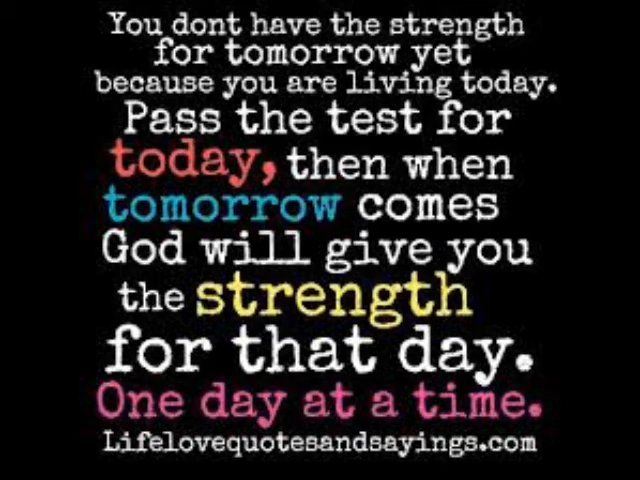 You dont have the strength
for tomorrow yet
because you are living today.
Pass the test for
today, then when
tomorrow comes
God will give you
the strength
for that day.
One day at a time.
Lifelovequotesandsayings.com